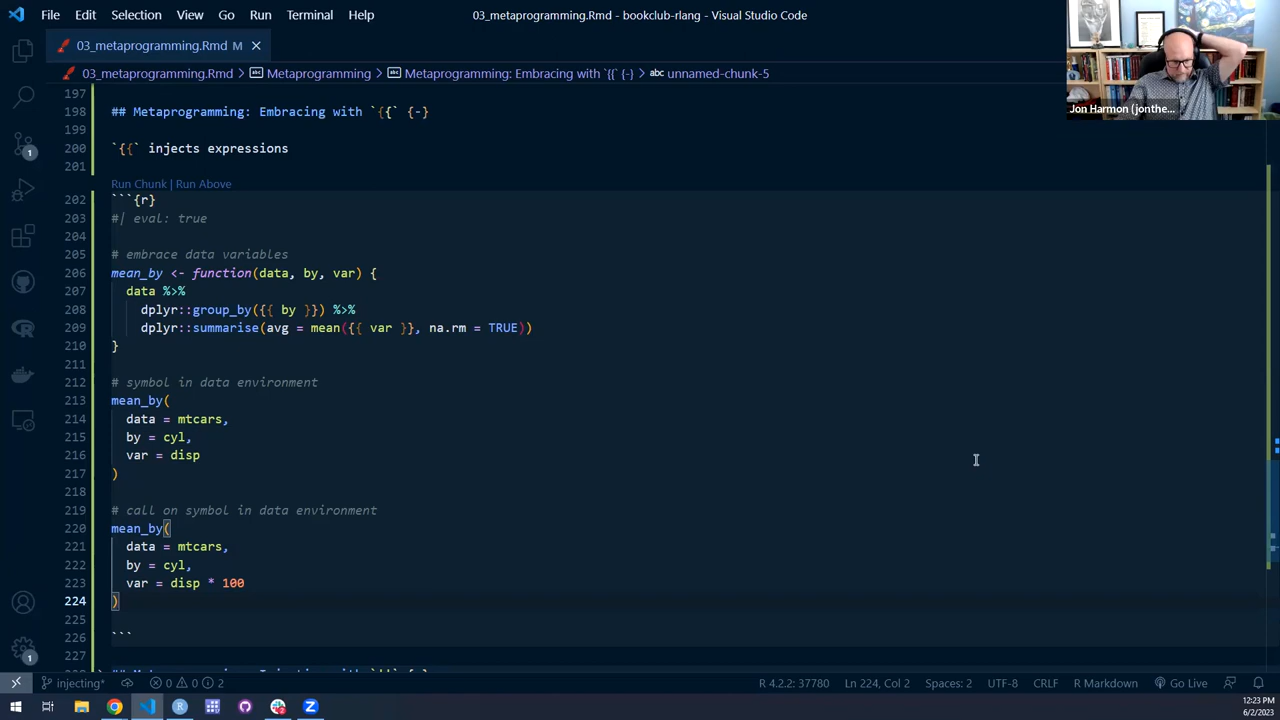 File Edit Selection View Go Run Terminal Help
03_metaprogramming.Rmd - bookclub-rlang - Visual Studio Code
03_metaprogramming.Rmd M
03_metaprogramming.Rmd > Metaprogramming > Metaprogramming: Embracing with `{{` {-} > unnamed-chunk-5
Jon Harmon (jonthe...
197
198 ## Metaprogramming: Embracing with `{{` {-}
199
200 `{{` injects expressions
201
Run Chunk | Run Above
202 ```{r}
203 #| eval: true
204
205 # embrace data variables
206 mean_by <- function(data, by, var) {
207 data %>%
208 dplyr::group_by({{ by }}) %>%
209 dplyr::summarise(avg = mean({{ var }}, na.rm = TRUE))
210 }
211
212 # symbol in data environment
213 mean_by(
214 data = mtcars,
215 by = cyl,
216 var = disp
217 )
218
219 # call on symbol in data environment
220 mean_by(
221 data = mtcars,
222 by = cyl,
223 var = disp * 100
224 )
225
226 ```
227
1
1
injecting* 0 0 2
R 4.2.2: 37780 Ln 224, Col 2 Spaces: 2 UTF-8 CRLF R Markdown Go Live
12:23 PM
6/2/2023